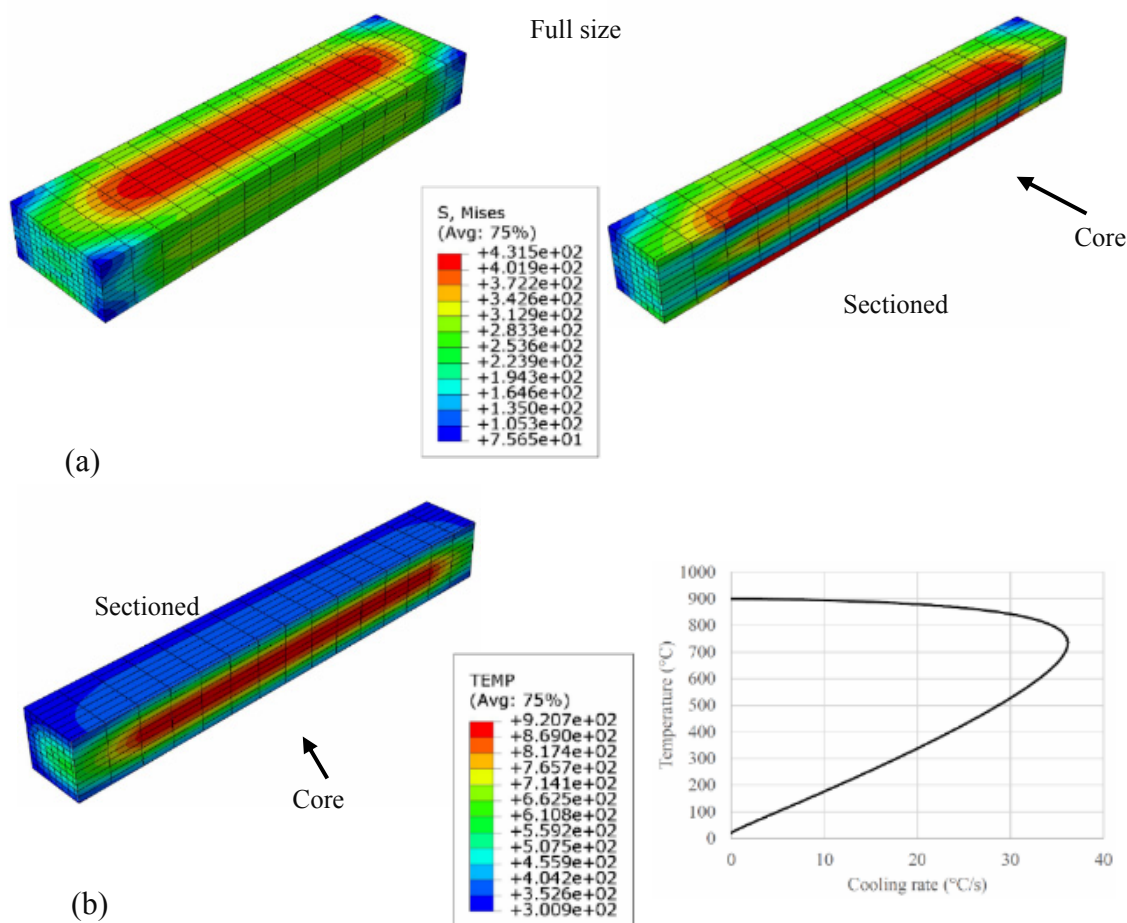 Full size
Core
Sectioned
S, Mises
(Avg: 75%)
+4.315e+02
+4.019e+02
+3.722e+02
+3.426e+02
+3.129e+02
+2.833e+02
+2.536e+02
+2.239e+02
+1.943e+02
+1.646e+02
+1.350e+02
+1.053e+02
+7.565e+01
(a)
Sectioned
Core
TEMP
(Avg: 75%)
+9.207e+02
+8.690e+02
+8.174e+02
+7.657e+02
+7.141e+02
+6.625e+02
+6.108e+02
+5.592e+02
+5.075e+02
+4.559e+02
+4.042e+02
+3.526e+02
+3.009e+02
Temperature (°C)
1000
900
800
700
600
500
400
300
200
100
0
0 10 20 30 40
Cooling rate (°C/s)
(b)